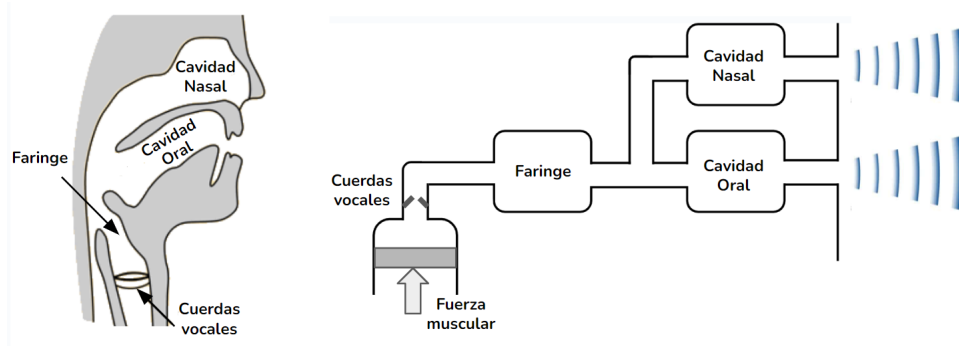 Cavidad
Nasal
Cavidad
Oral
Faringe
Cuerdas
vocales
Cavidad
Nasal
Faringe
Cavidad
Oral
Cuerdas
vocales
Fuerza
muscular